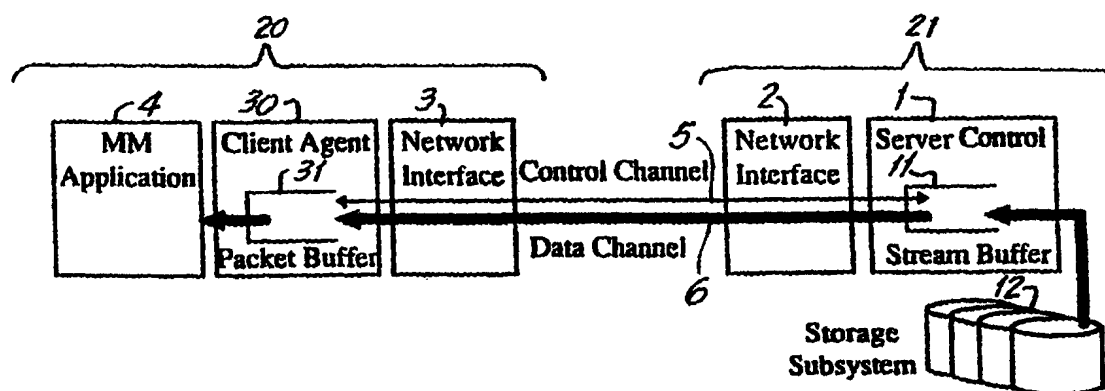 20
21
4
30
3
2
1
MM
Application
Client Agent
31
Packet Buffer
Network
Interface
5
Control Channel
Data Channel
6
Network
Interface
Server Control
11
Stream Buffer
12
Storage
Subsystem